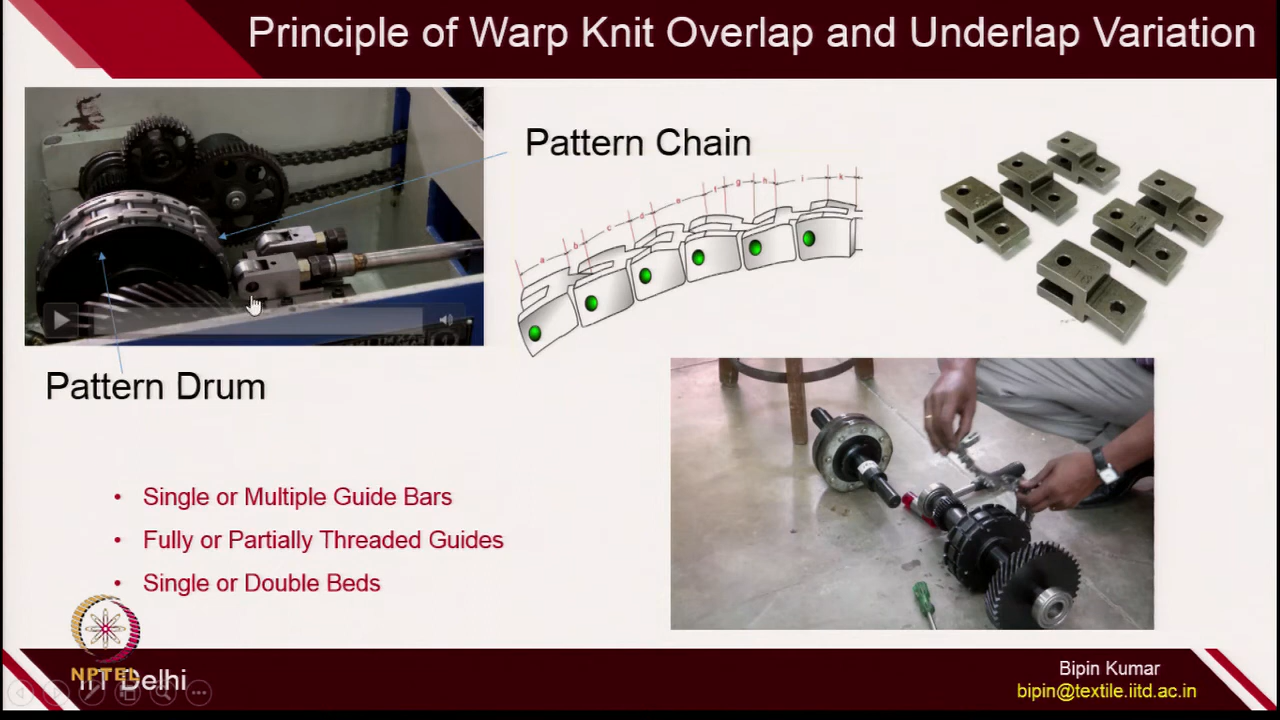 Principle of Warp Knit Overlap and Underlap Variation
Pattern Chain
a b c d e f g h i k
Pattern Drum
• Single or Multiple Guide Bars
• Fully or Partially Threaded Guides
• Single or Double Beds
NPTEL
IIT Delhi
Bipin Kumar
bipin@textile.iitd.ac.in